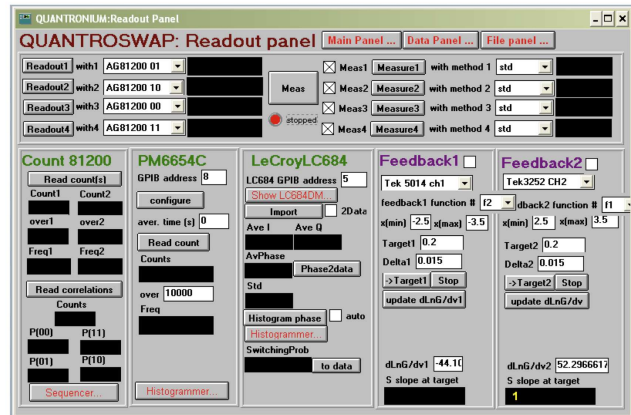 QUANTRONIUM:Readout Panel
QUANTROSWAP: Readout panel Main Panel ... Data Panel ... File panel ...
Readout1 with1 AG81200 01 Meas1 Measure1 with method 1 std
Readout2 with2 AG81200 10 Meas Meas2 Measure2 with method 2 std
Readout3 with3 AG81200 00 Meas3 Measure3 with method 3 std
Readout4 with4 AG81200 11 stopped Meas4 Measure4 with method 4 std
Count 81200
Read count(s)
Count1 Count2
over1 over2
Freq1 Freq2
Read correlations
Counts
P(00) P(11)
P(01) P(10)
Sequencer...
PM6654C
GPIB address 8
configure
aver. time [s] 0
Read count
Counts
over 10000
Freq
Histogrammer...
LeCroyLC684
LC684 GPIB address 5
Show LC684DM...
Import 2Data
Ave I Ave Q
AvPhase
Phase2data
Std
Histogram phase auto
Histogrammer...
SwitchingProb
to data
Feedback1
Tek 5014 ch1
feedback1 function # f2
x(min) -2.5 x(max) -3.5
Target1 0.2
Delta1 0.015
->Target1 Stop
update dLnG/dv1
dLnG/dv1 -44.10
S slope at target
Feedback2
Tek3252 CH2
dback2 function # f1
x(min) 2.5 x(max) 3.5
Target2 0.2
Delta2 0.015
->Target2 Stop
update dLnG/dv
dLnG/dv2 52.2966617
S slope at target
1